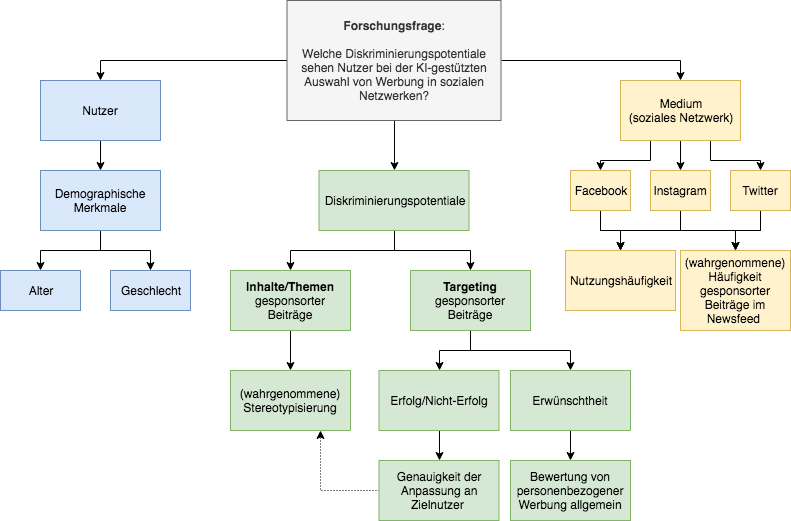 Forschungsfrage:
Welche Diskriminierungspotentiale
sehen Nutzer bei der KI-gestützten
Auswahl von Werbung in sozialen
Netzwerken?
Nutzer
Medium
(soziales Netzwerk)
Demographische
Merkmale
Diskriminierungspotentiale
Facebook
Instagram
Twitter
Alter
Geschlecht
Inhalte/Themen
gesponsorter
Beiträge
Targeting
gesponsorter
Beiträge
Nutzungshäufigkeit
(wahrgenommene)
Häufigkeit
gesponsorter
Beiträge im
Newsfeed
(wahrgenommene)
Stereotypisierung
Erfolg/Nicht-Erfolg
Erwünschtheit
Genauigkeit der
Anpassung an
Zielnutzer
Bewertung von
personenbezogener
Werbung allgemein